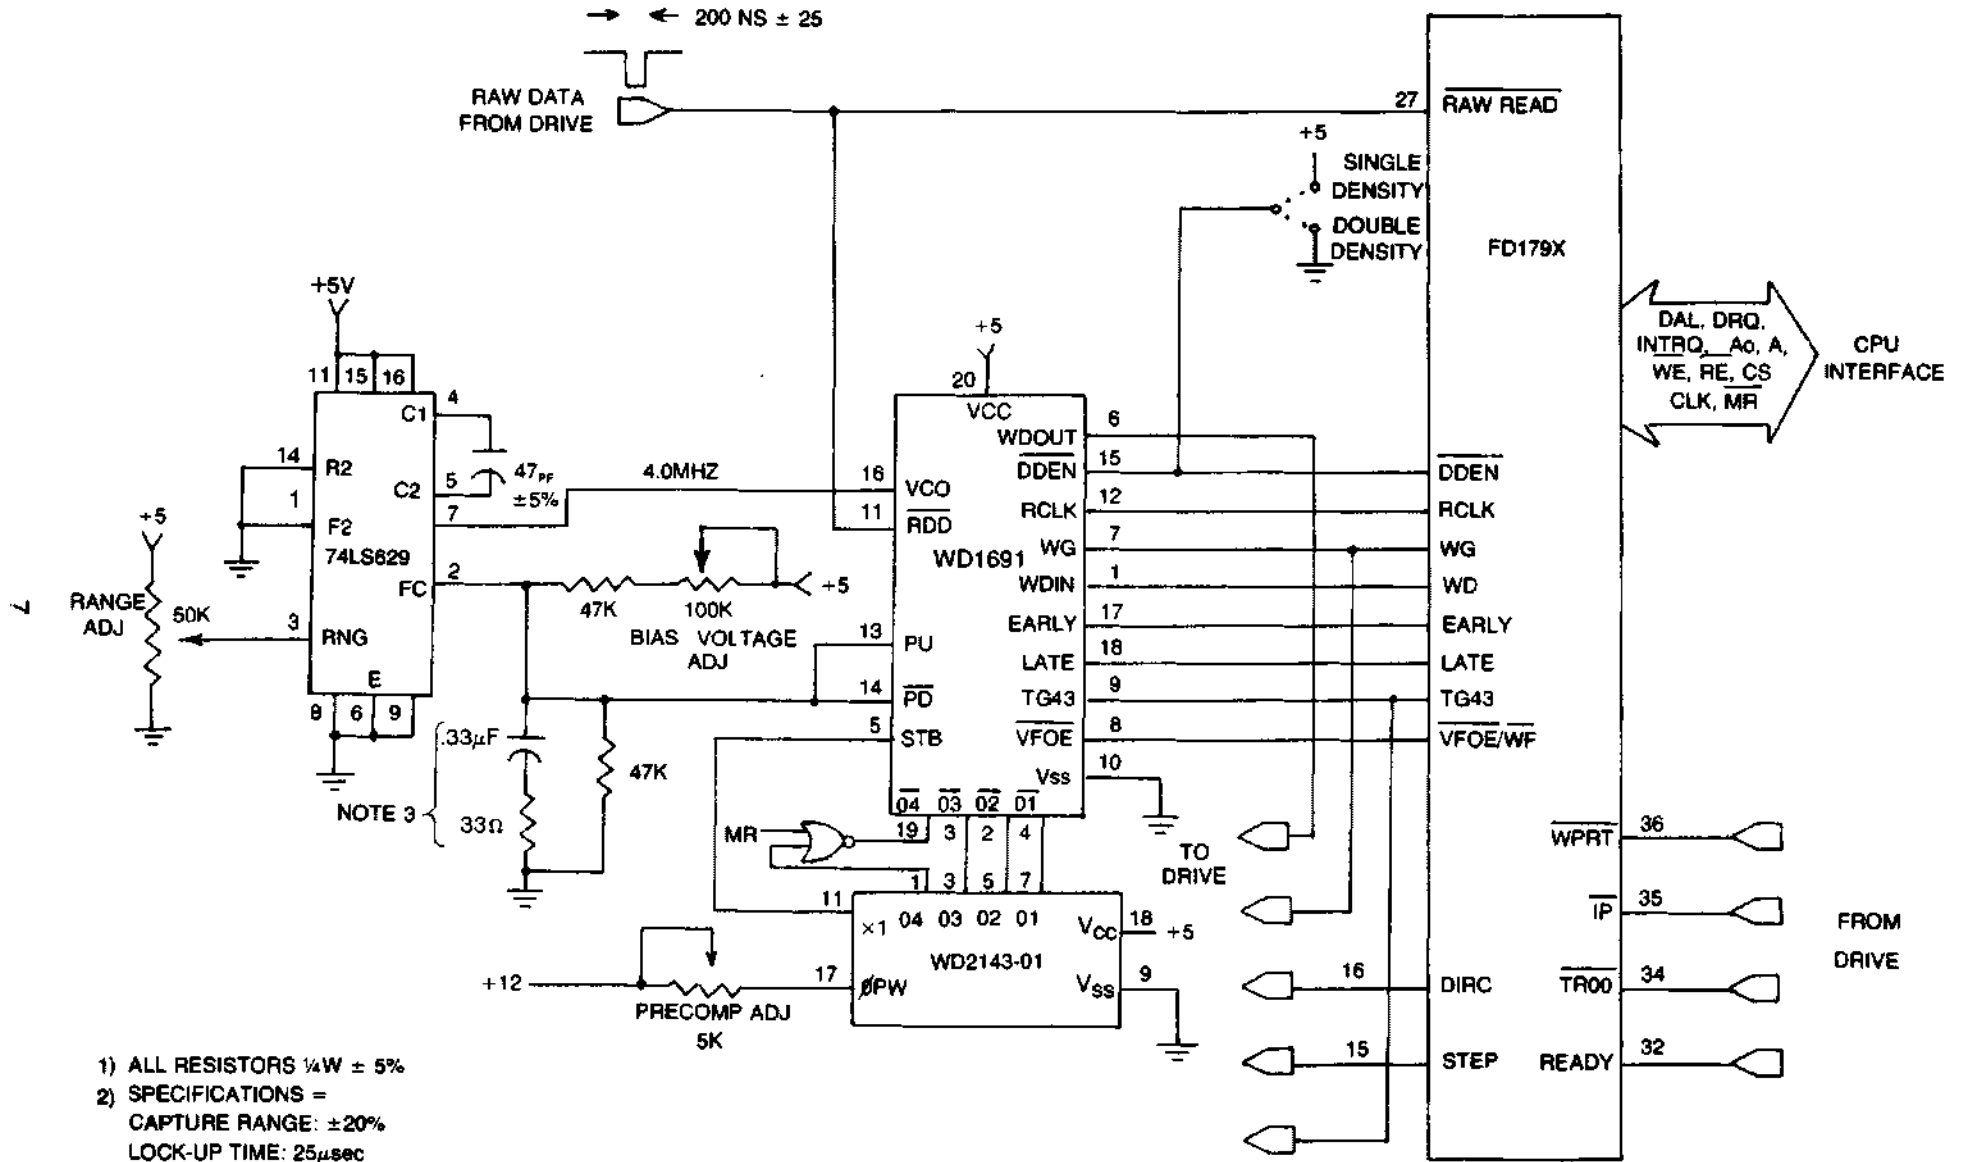 200 NS ± 25
RAW DATA
FROM DRIVE
27
RAW READ
+5
SINGLE
DENSITY
DOUBLE
DENSITY
FD179X
DAL, DRQ,
INTRQ, Ao, A,
WE, RE, CS
CLK, MR
CPU
INTERFACE
+5V
11 15 16
4
C1
14
R2
47PF
±5%
5
C2
1
F2
7
74LS629
4.0MHZ
2
FC
47K
100K
+5
BIAS VOLTAGE
ADJ
+5
RANGE
ADJ
50K
3
RNG
E
8 6 9
7
.33µF
NOTE 3
33Ω
47K
+5
20
VCC
16
VCO
11
RDD
WD1691
13
PU
14
PD
5
STB
WDOUT
6
DDEN
15
RCLK
12
WG
7
WDIN
1
EARLY
17
LATE
18
TG43
9
VFOE
8
Vss
10
04 03 02 01
19 3 2 4
MR
1 3 5 7
11
×1 04 03 02 01
VCC
18
+5
WD2143-01
+12
17
ØPW
VSS
9
PRECOMP ADJ
5K
DDEN
RCLK
WG
WD
EARLY
LATE
TG43
VFOE/WF
TO
DRIVE
WPRT
36
IP
35
TR00
34
READY
32
FROM
DRIVE
16
DIRC
15
STEP
1) ALL RESISTORS ¼W ± 5%
2) SPECIFICATIONS =
CAPTURE RANGE: ±20%
LOCK-UP TIME: 25µsec